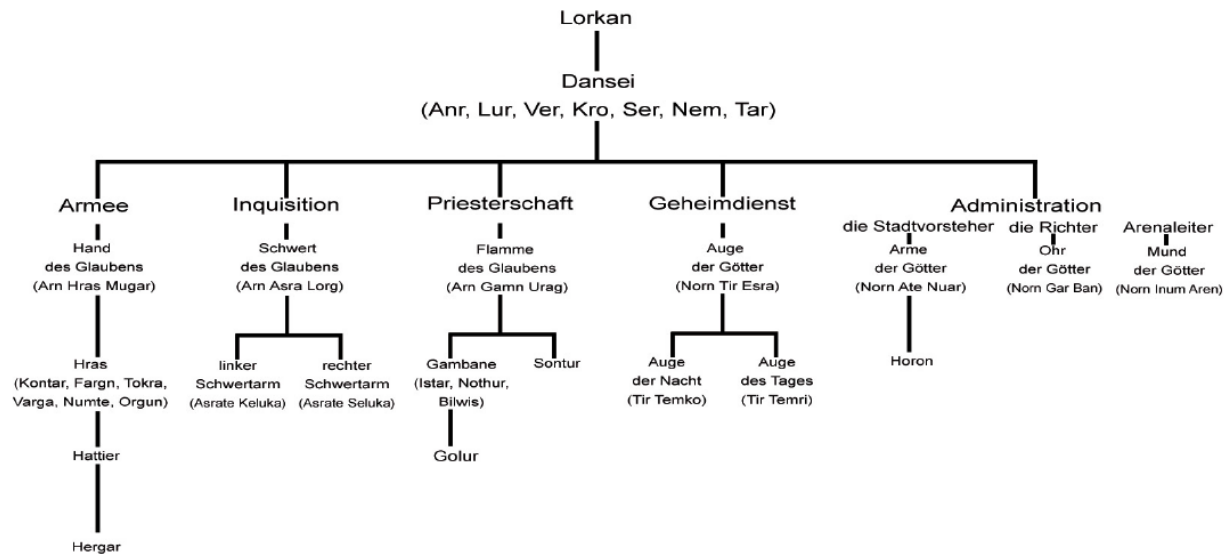 Lorkan
Dansei
(Anr, Lur, Ver, Kro, Ser, Nem, Tar)
Armee
Hand
des Glaubens
(Arn Hras Mugar)
Hras
(Kontar, Fargn, Tokra,
Varga, Numte, Orgun)
Hattier
Hergar
Inquisition
Schwert
des Glaubens
(Arn Asra Lorg)
linker
Schwertarm
(Asrate Keluka)
rechter
Schwertarm
(Asrate Seluka)
Priesterschaft
Flamme
des Glaubens
(Arn Gamn Urag)
Gambane
(Istar, Nothur,
Bilwis)
Golur
Sontur
Geheimdienst
Auge
der Götter
(Norn Tir Esra)
Auge
der Nacht
(Tir Temko)
Auge
des Tages
(Tir Temri)
Administration
die Stadtvorsteher
Arme
der Götter
(Norn Ate Nuar)
Horon
die Richter
Ohr
der Götter
(Norn Gar Ban)
Arenaleiter
Mund
der Götter
(Norn Inum Aren)